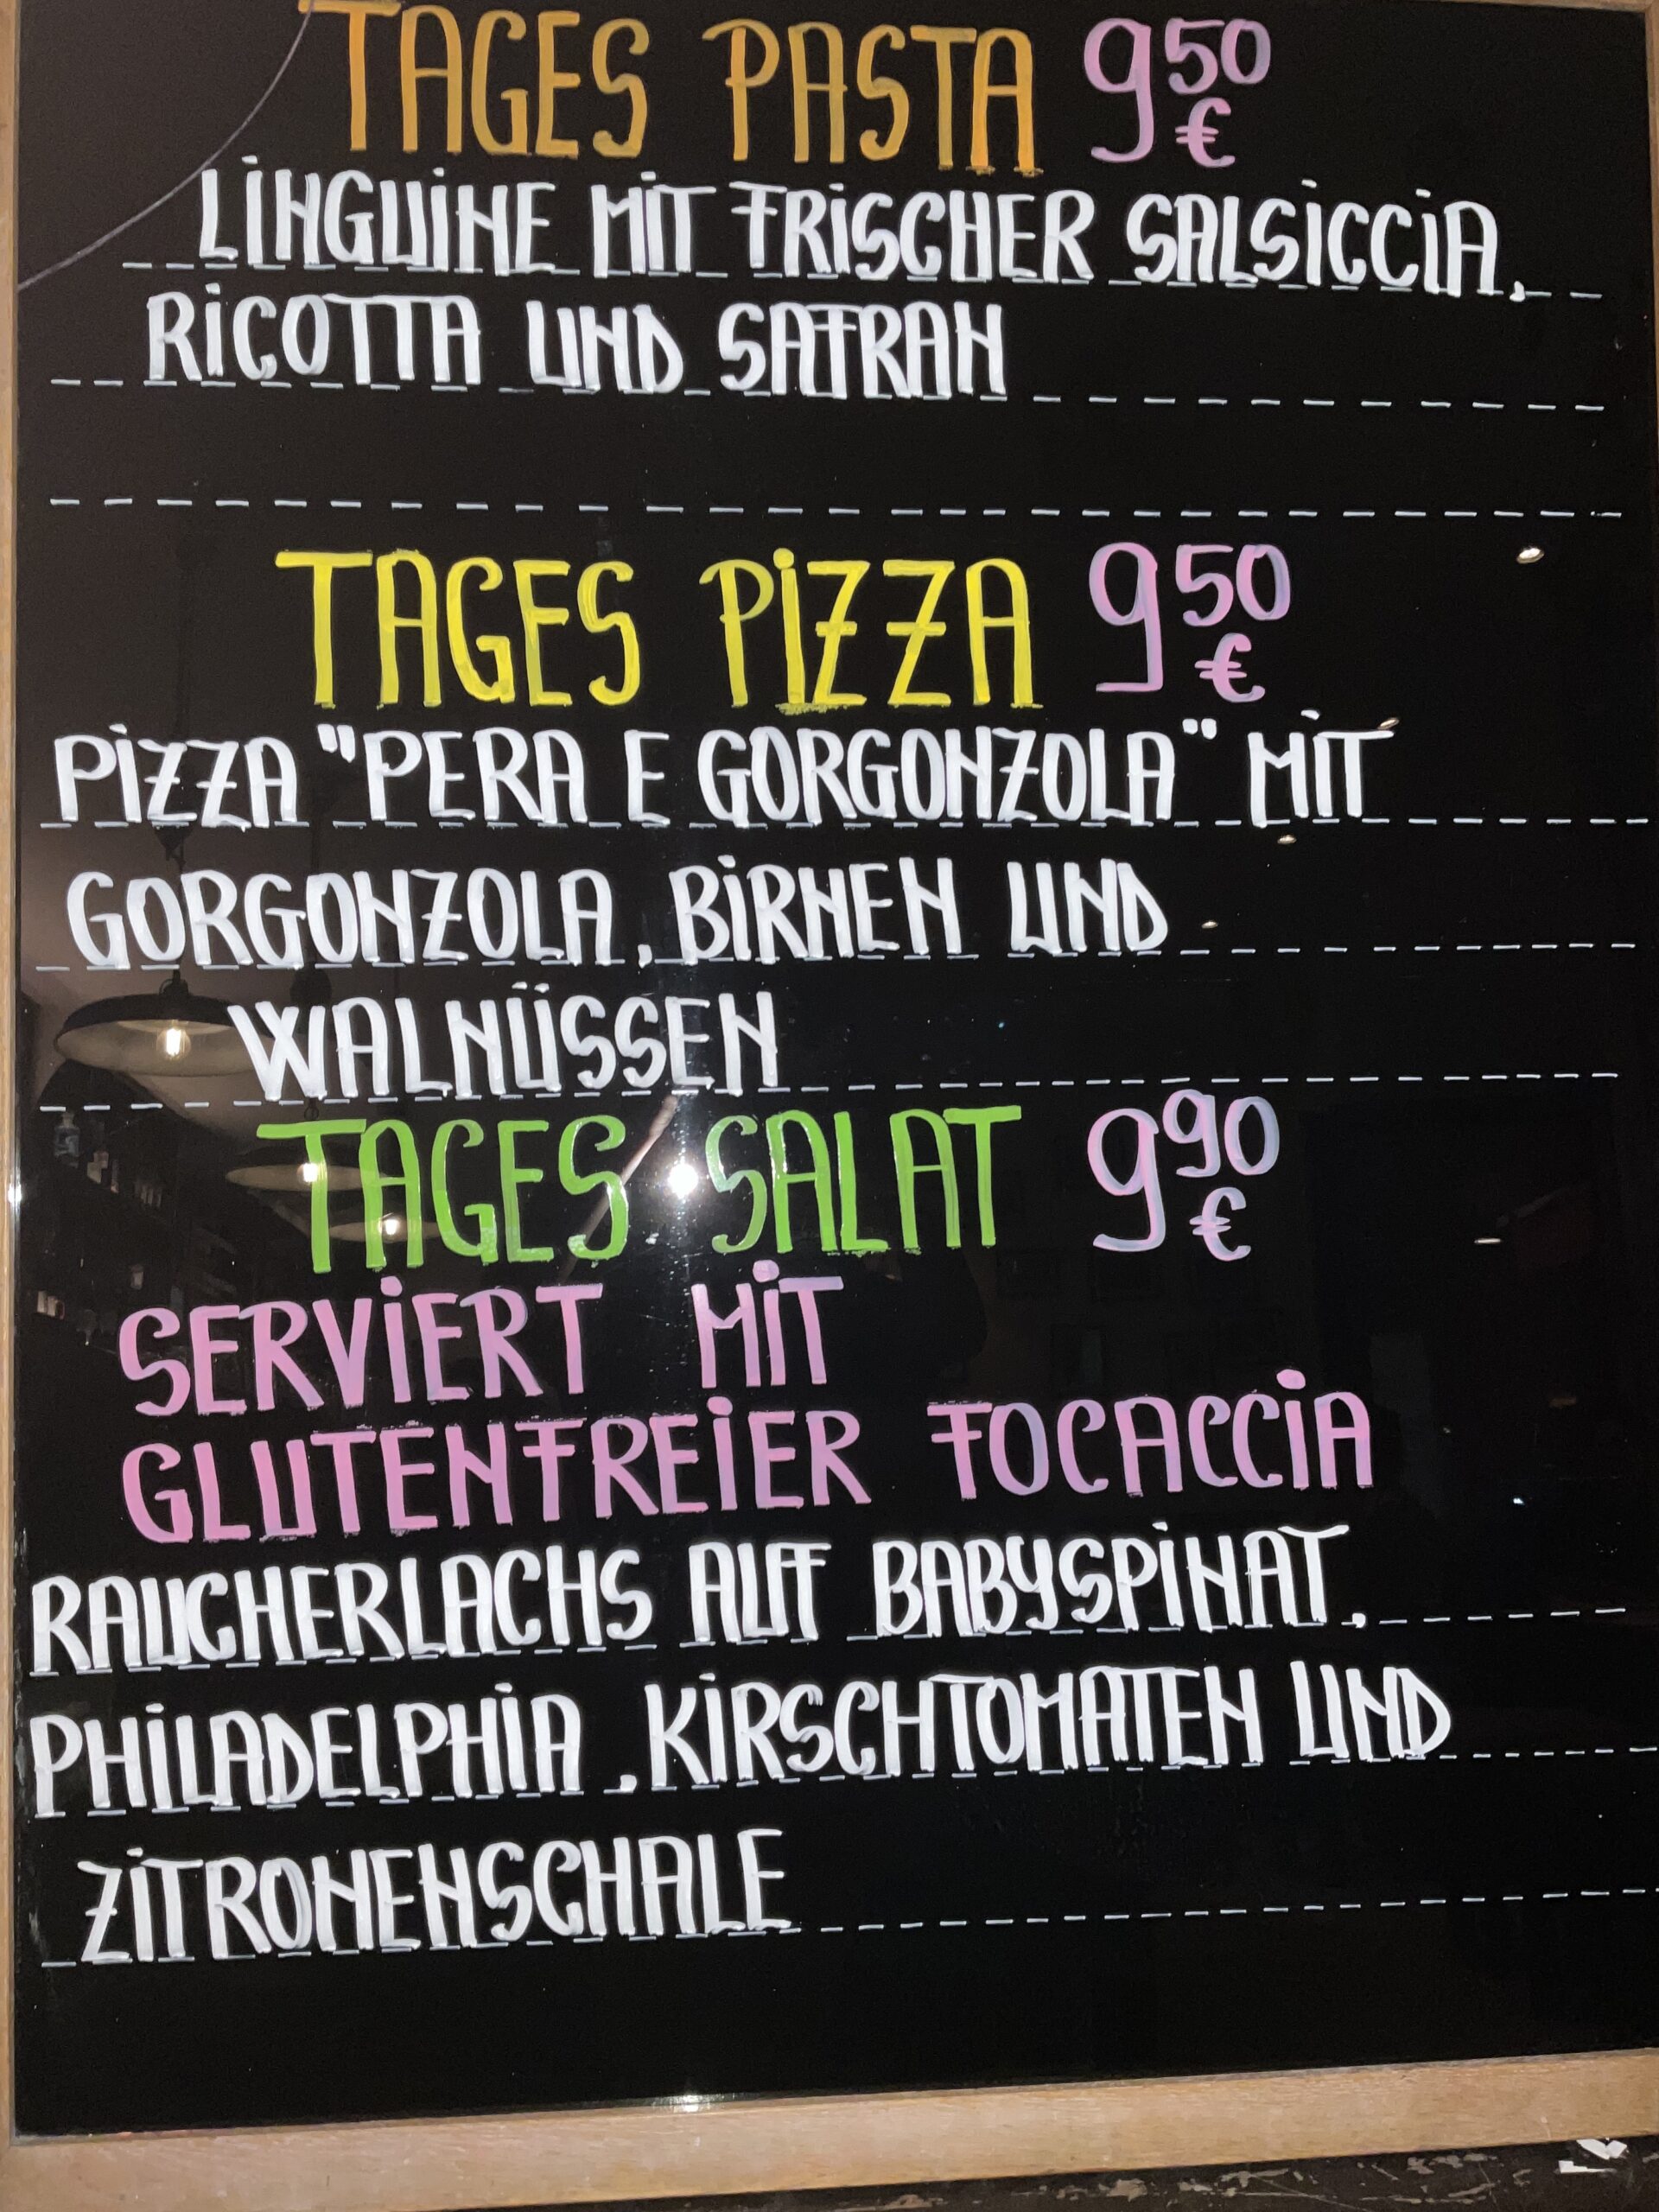 TAGES PASTA 9 50 €
LINGUINE MIT FRISCHER SALSICCIA,
RICOTTA UND SAFRAN
TAGES PIZZA 9 50 €
PIZZA "PERA E GORGONZOLA" MIT
GORGONZOLA, BIRNEN UND
WALNÜSSEN
TAGES SALAT 9 90 €
SERVIERT MIT
GLUTENFREIER FOCACCIA
RAUCHERLACHS AUF BABYSPINAT,
PHILADELPHIA, KIRSCHTOMATEN UND
ZITRONENSCHALE